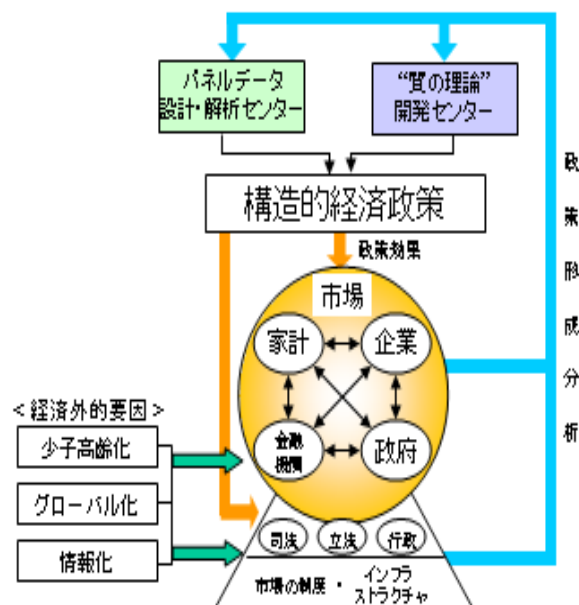 パネルデータ
設計・解析センター
“質の理論”
開発センター
構造的経済政策
政策効果
政策形成分析
市場
家計
企業
金融
機関
政府
＜経済外的要因＞
少子高齢化
グローバル化
情報化
司法
立法
行政
市場の制度・
インフラ
ストラクチャ